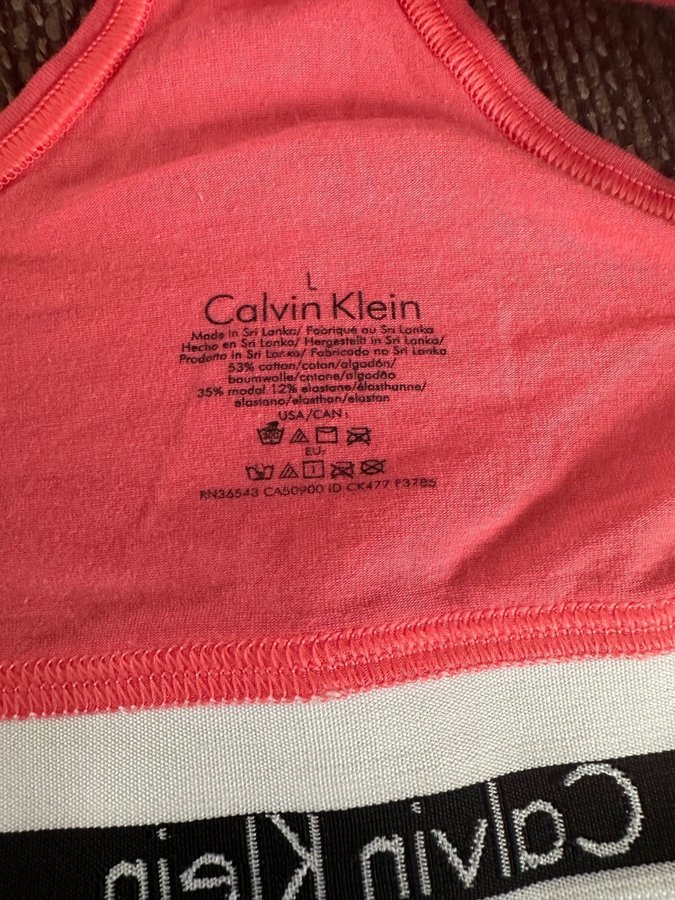 L
Calvin Klein
Made in Sri Lanka/ Fabriqué au Sri Lanka
Hecho en Sri Lanka/ Hergestellt in Sri Lanka/
Prodotto in Sri Lanka/ Fabricado no Sri Lanka
53% cotton/coton/algodón/
baumwolle/cotone/algodão
35% modal 12% elastane/élasthanne/
elastano/elasthan/elastan
USA/CAN:
EU:
RN36543 CA50900 ID CK477 F3785
Calvin Klein